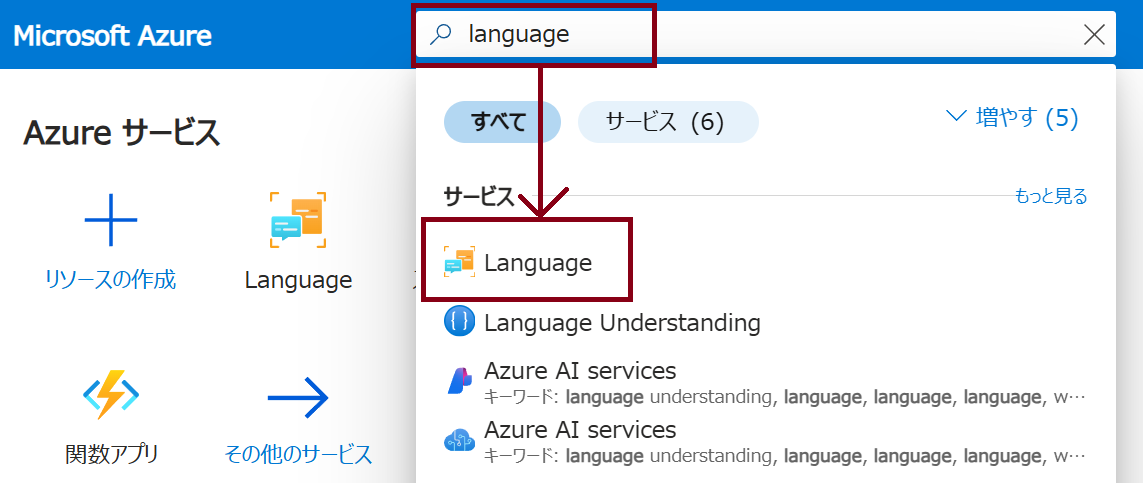 Microsoft Azure
language
すべて
サービス (6)
増やす (5)
Azure サービス
サービス
もっと見る
リソースの作成
Language
Language
Language Understanding
Azure AI services
キーワード: language understanding, language, language, language, w…
Azure AI services
キーワード: language understanding, language, language, language, w…
関数アプリ
その他のサービス